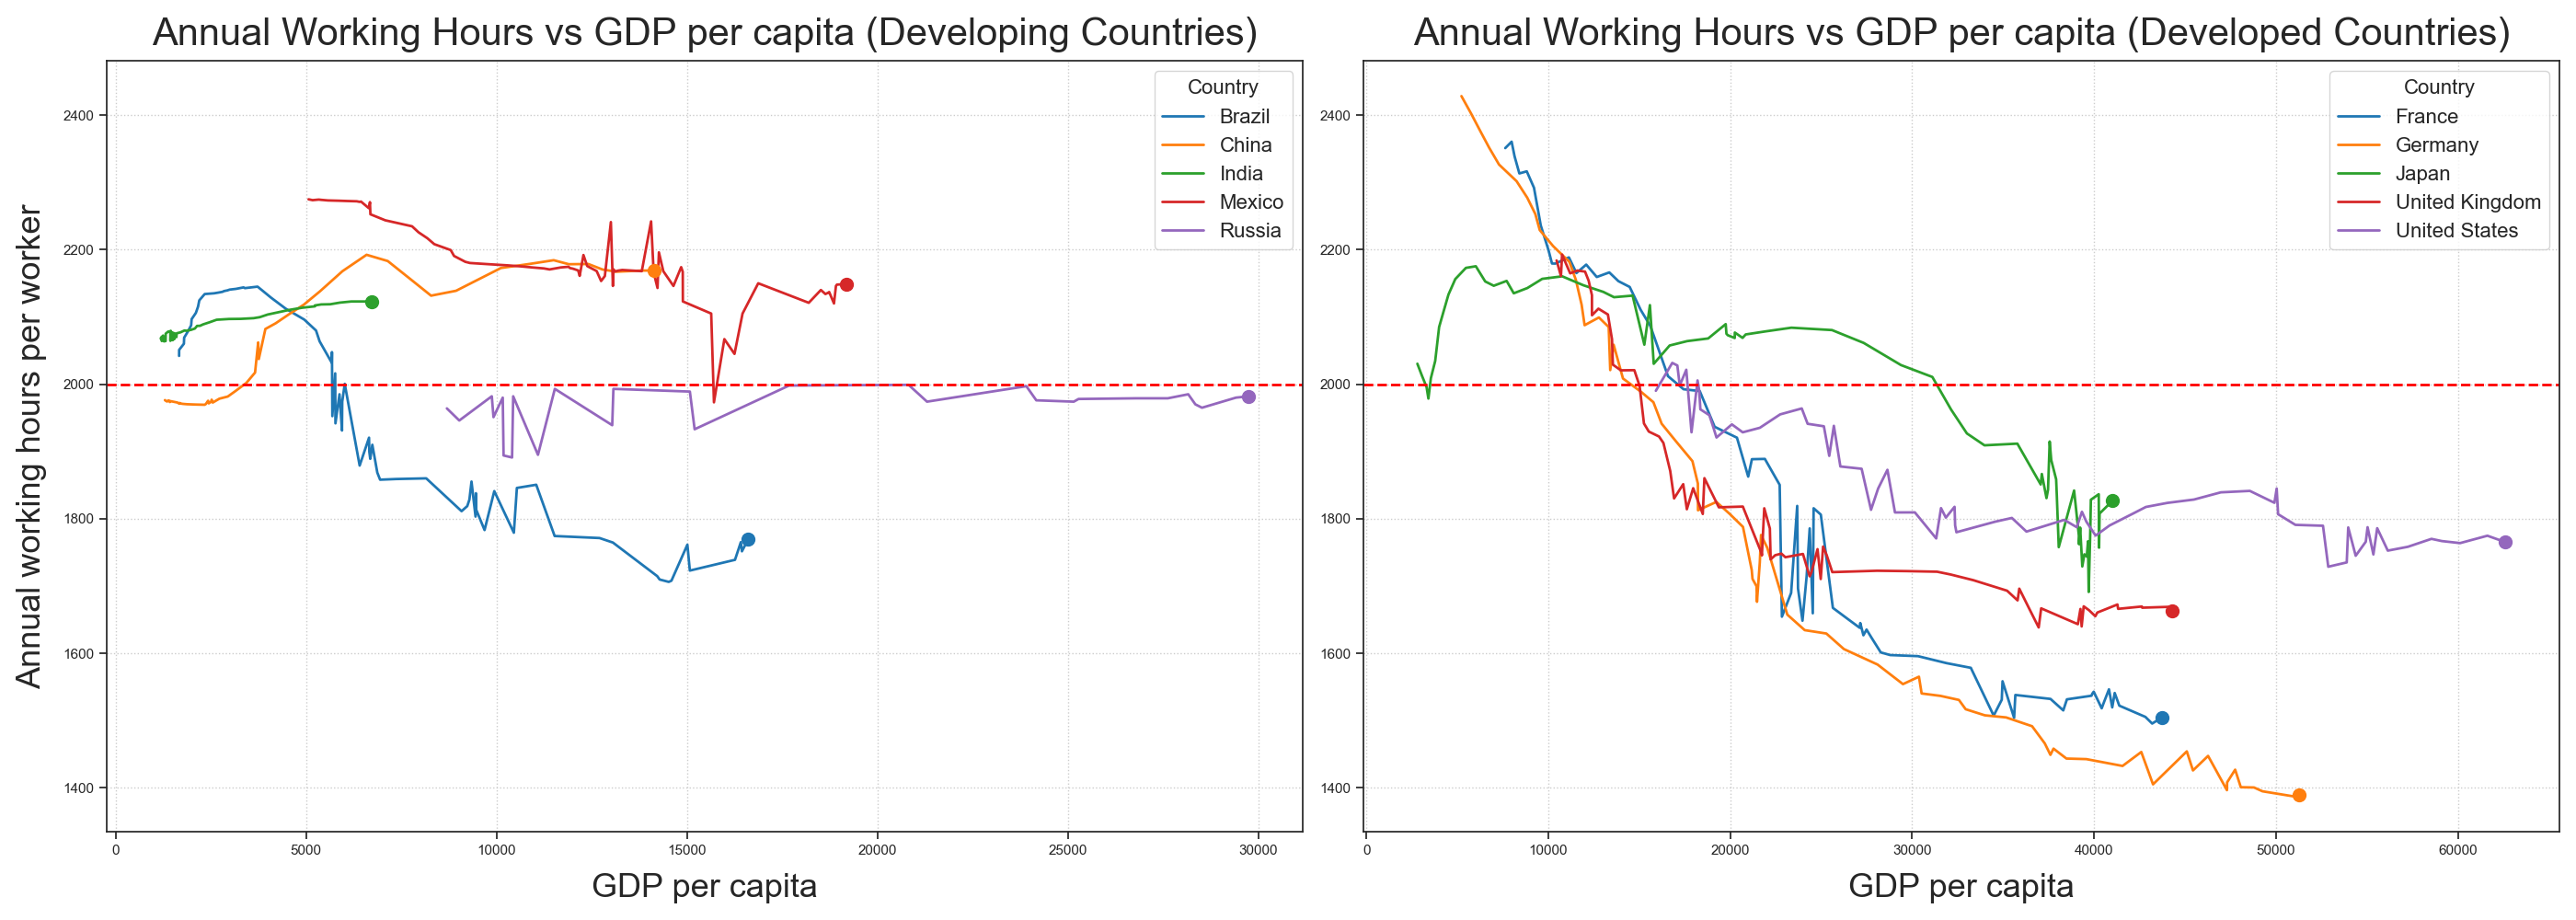 Annual Working Hours vs GDP per capita (Developing Countries)
Annual working hours per worker
2400
2200
2000
1800
1600
1400
0 5000 10000 15000 20000 25000 30000
GDP per capita
Country
Brazil
China
India
Mexico
Russia
Annual Working Hours vs GDP per capita (Developed Countries)
2400
2200
2000
1800
1600
1400
0 10000 20000 30000 40000 50000 60000
GDP per capita
Country
France
Germany
Japan
United Kingdom
United States